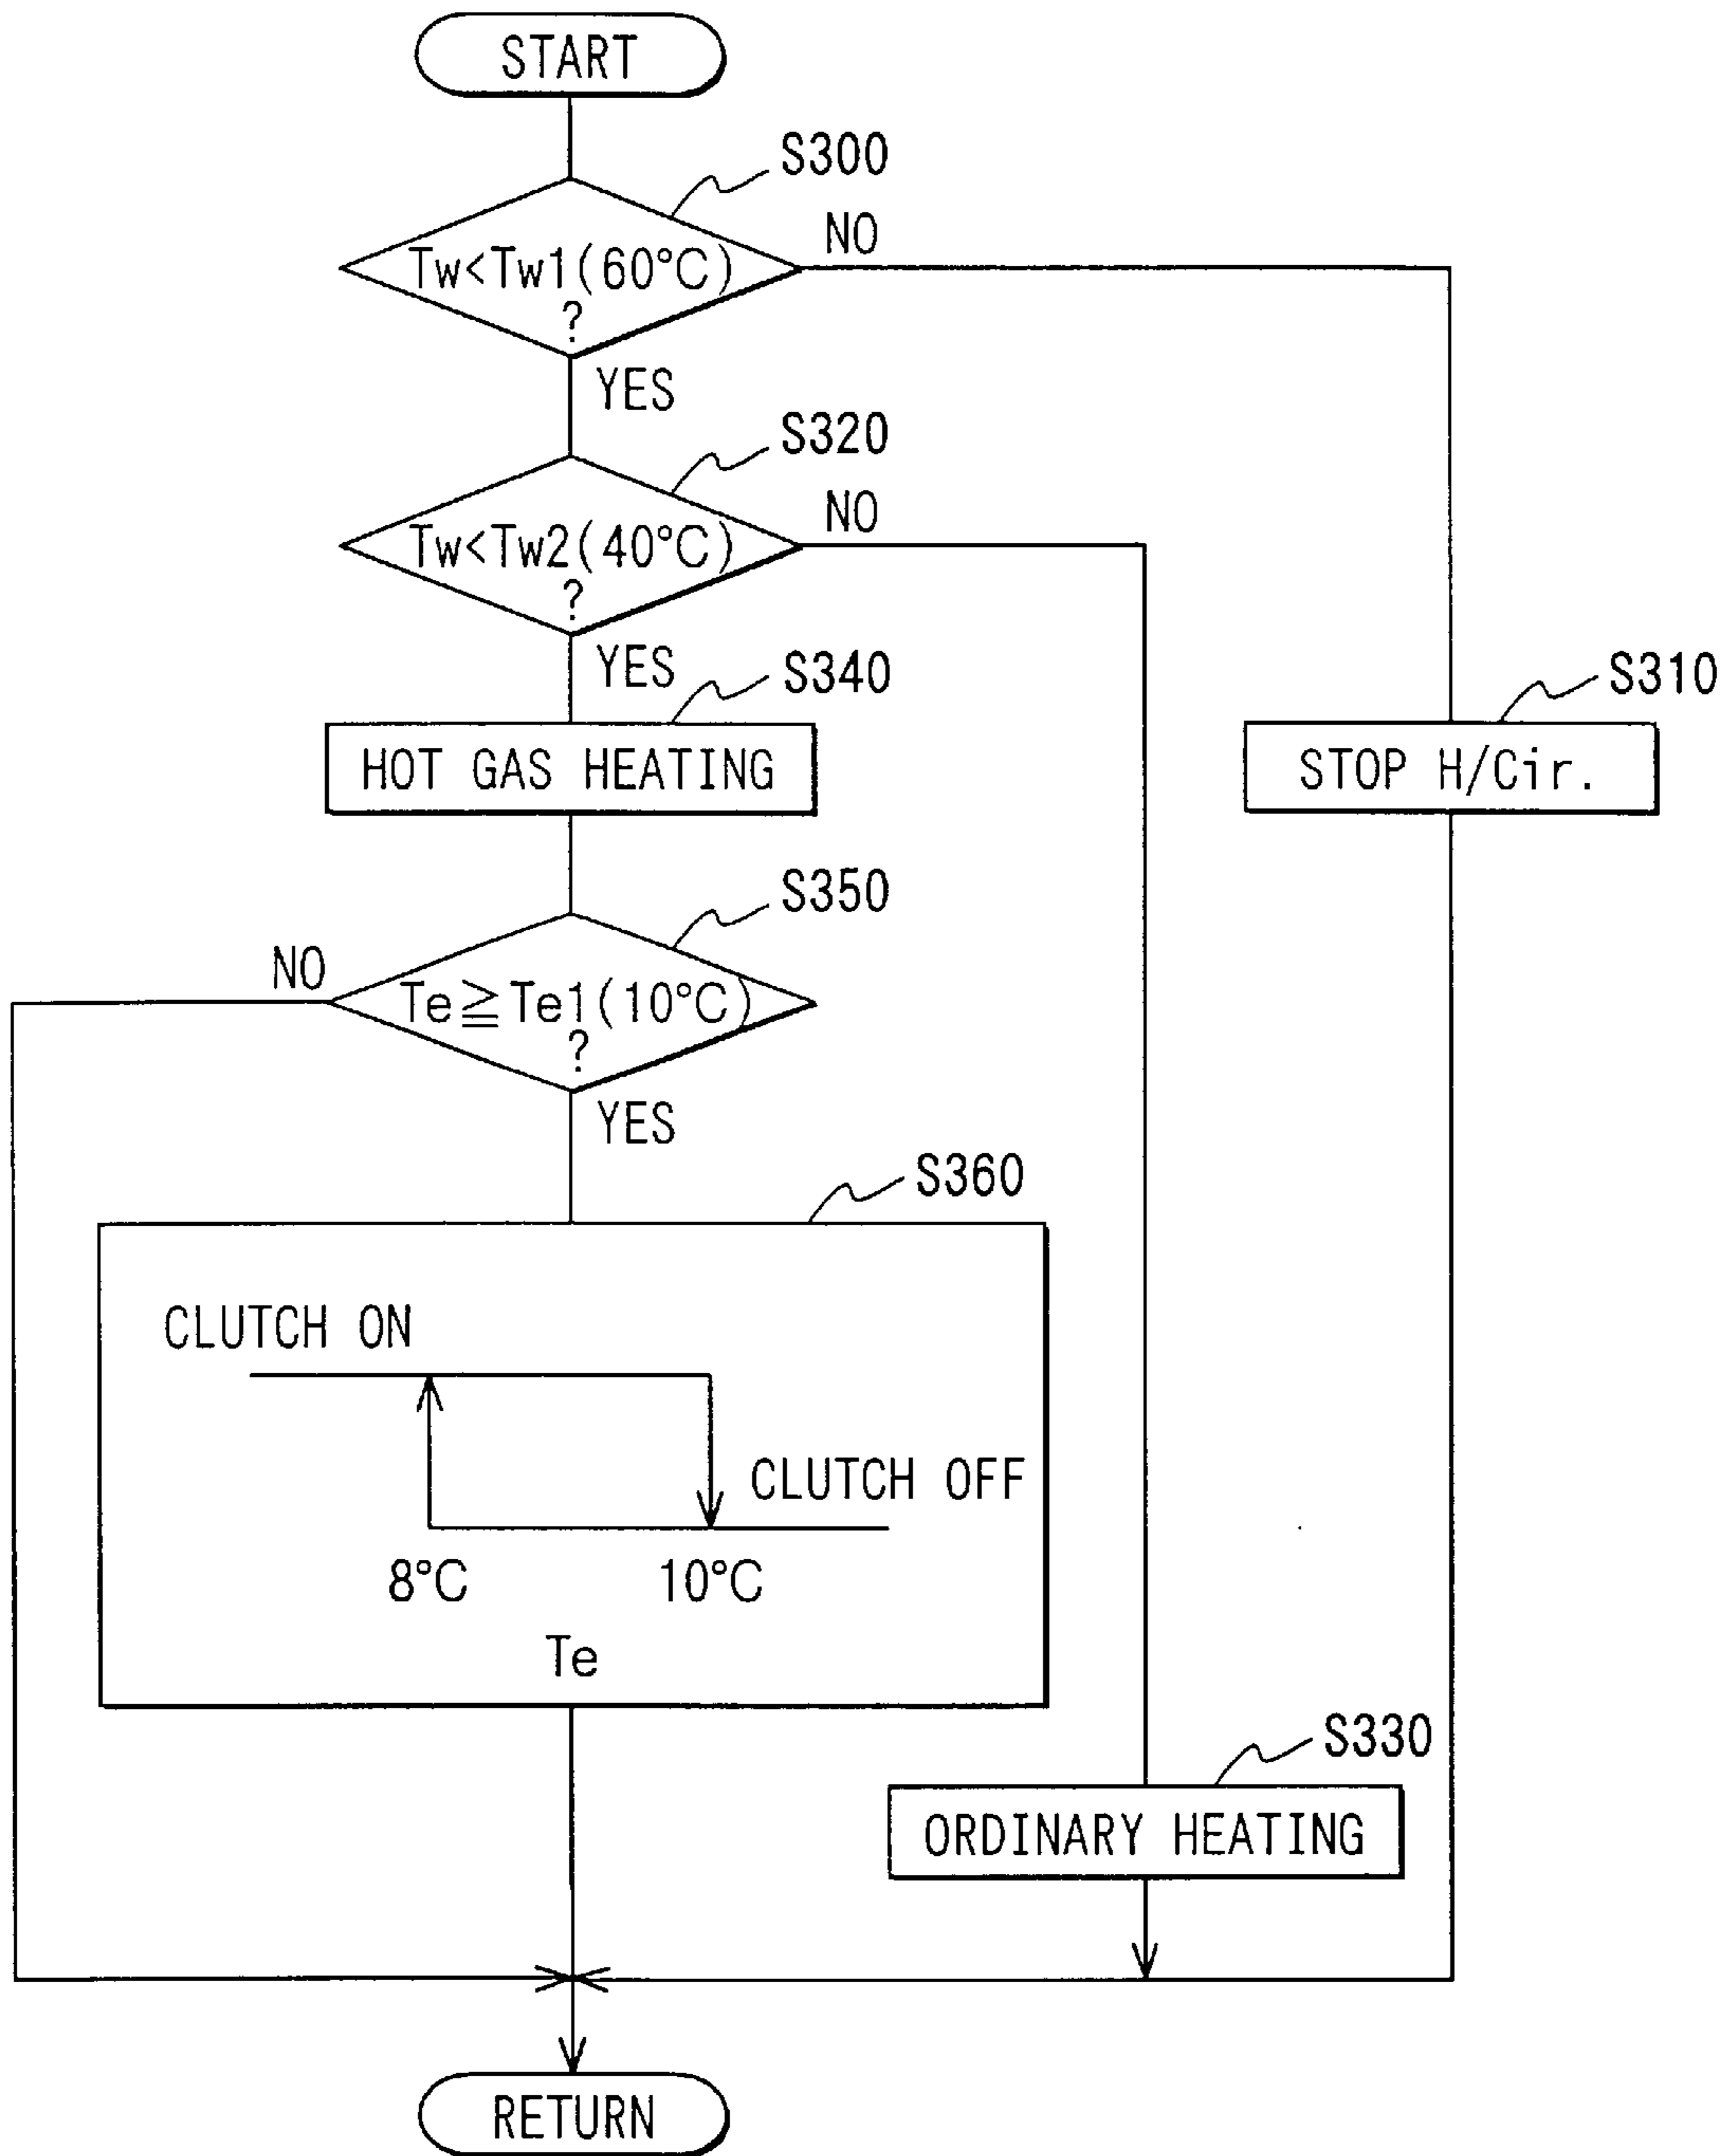 START
S300
NO
Tw<Tw1(60°C)
?
YES
S320
NO
Tw<Tw2(40°C)
?
YES
S340
S310
HOT GAS HEATING
STOP H/Cir.
S350
NO
Te≧Te1(10°C)
?
YES
S360
CLUTCH ON
CLUTCH OFF
8°C
10°C
Te
S330
ORDINARY HEATING
RETURN